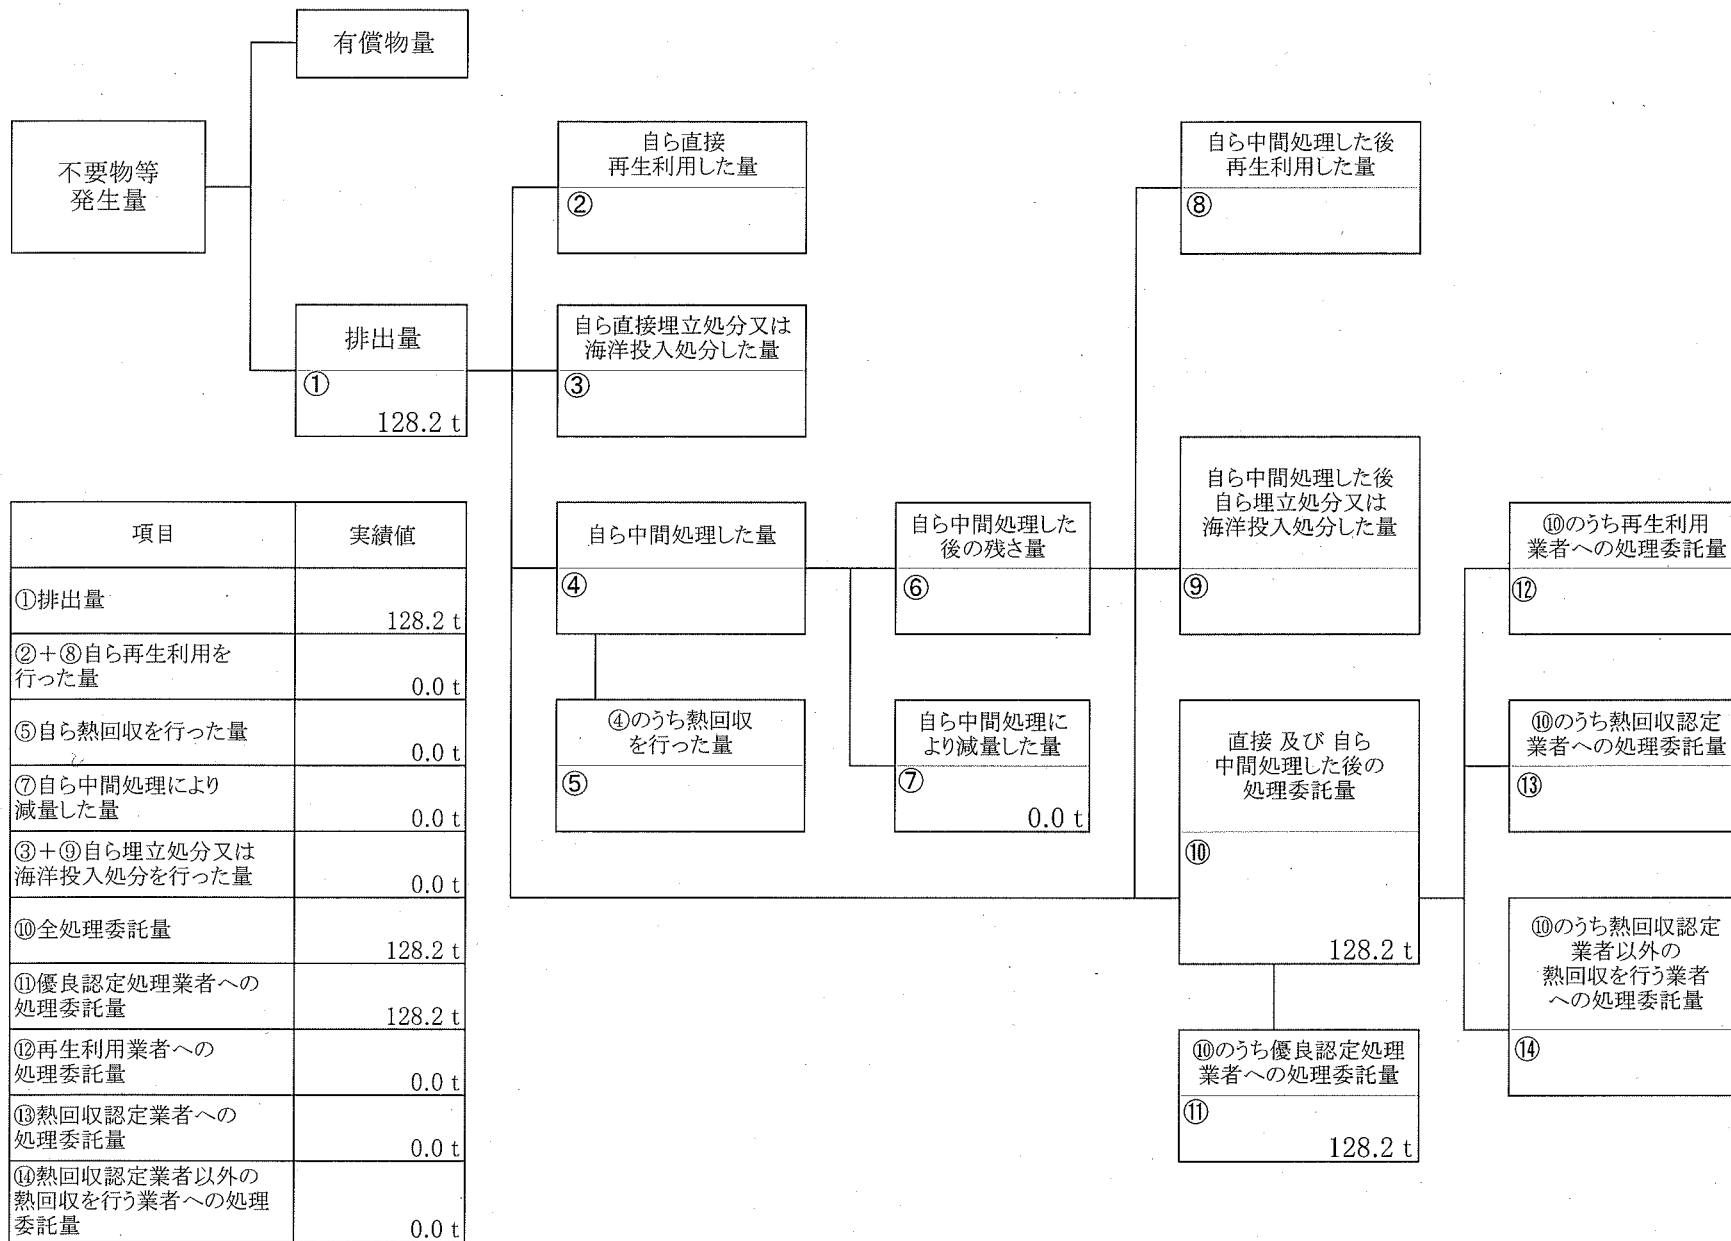 有償物量
不要物等
発生量
排出量
①
128.2 t
自ら直接
再生利用した量
②
自ら直接埋立処分又は
海洋投入処分した量
③
自ら中間処理した量
④
④のうち熱回収
を行った量
⑤
自ら中間処理した
後の残さ量
⑥
自ら中間処理に
より減量した量
⑦
0.0 t
自ら中間処理した後
再生利用した量
⑧
自ら中間処理した後
自ら埋立処分又は
海洋投入処分した量
⑨
直接 及び 自ら
中間処理した後の
処理委託量
⑩
128.2 t
⑩のうち優良認定処理
業者への処理委託量
⑪
128.2 t
⑩のうち再生利用
業者への処理委託量
⑫
⑩のうち熱回収認定
業者への処理委託量
⑬
⑩のうち熱回収認定
業者以外の
熱回収を行う業者
への処理委託量
⑭
項目 実績値
①排出量
128.2 t
②+⑧自ら再生利用を
行った量
0.0 t
⑤自ら熱回収を行った量
0.0 t
⑦自ら中間処理により
減量した量
0.0 t
③+⑨自ら埋立処分又は
海洋投入処分を行った量
0.0 t
⑩全処理委託量
128.2 t
⑪優良認定処理業者への
処理委託量
128.2 t
⑫再生利用業者への
処理委託量
0.0 t
⑬熱回収認定業者への
処理委託量
0.0 t
⑭熱回収認定業者以外の
熱回収を行う業者への処理
委託量
0.0 t